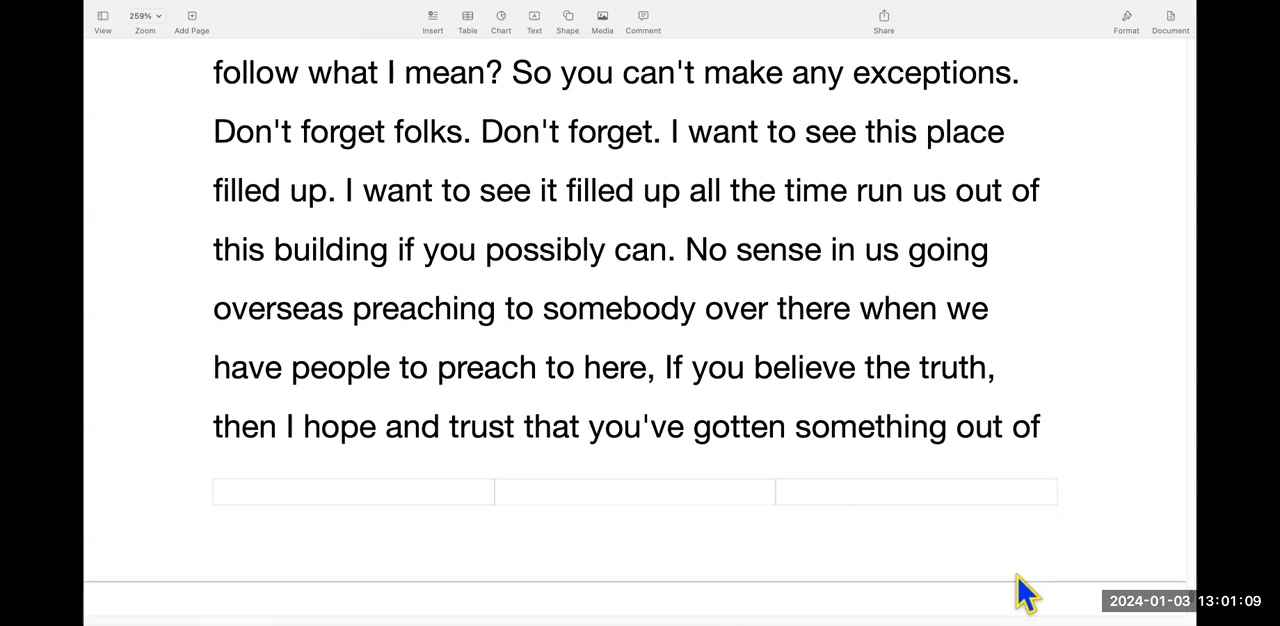 259%
View Zoom Add Page Insert Table Chart Text Shape Media Comment Share Format Document
follow what I mean? So you can't make any exceptions.
Don't forget folks. Don't forget. I want to see this place
filled up. I want to see it filled up all the time run us out of
this building if you possibly can. No sense in us going
overseas preaching to somebody over there when we
have people to preach to here, If you believe the truth,
then I hope and trust that you've gotten something out of
2024-01-03 13:01:09